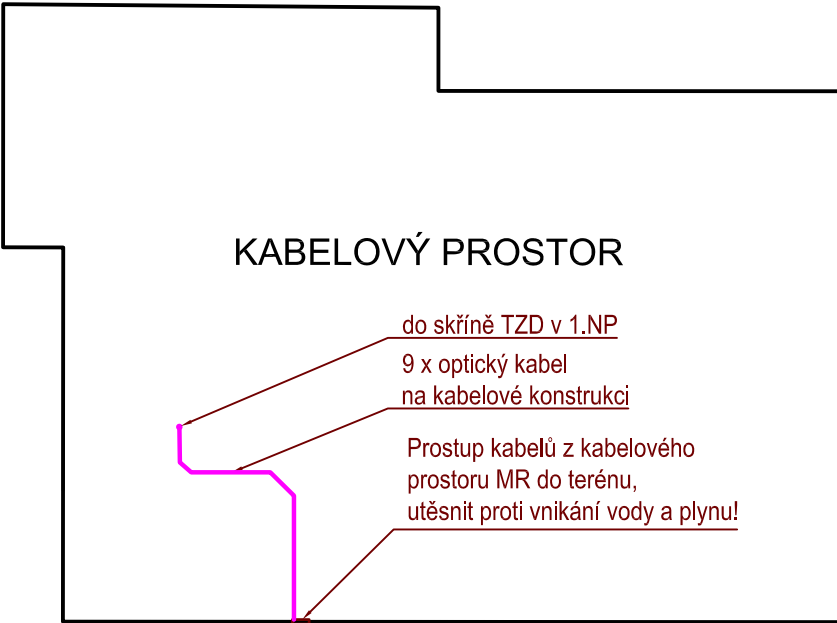 KABELOVÝ PROSTOR
do skříně TZD v 1.NP
9 x optický kabel
na kabelové konstrukci
Prostup kabelů z kabelového
prostoru MR do terénu,
utěsnit proti vnikání vody a plynu!